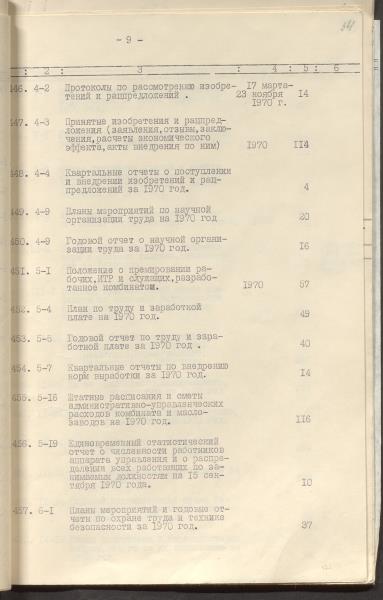 - 9 -
: 2 : 3 : 4 : 5 : 6
446. 4-2 Протоколы по рассмотрению изобре- 17 марта-
тений и рацпредложений . 23 ноября 14
1970 г.
447. 4-3 Принятые изобретения и рацпред-
ложения (заявления,отзывы,заклю-
чения,расчеты экономического
эффекта,акты внедрения по ним) 1970 114
448. 4-4 Квартальные отчеты о поступлении
и внедрении изобретений и рац-
предложений за 1970 год. 4
449. 4-9 Планы мероприятий по научной
организации труда на 1970 год 20
450. 4-9 Годовой отчет о научной органи-
зации труда за 1970 год. 16
451. 5-1 Положение о премировании ра-
бочих,ИТР и служащих,разрабо-
танное комбинатом. 1970 57
452. 5-4 План по труду и заработной
плате на 1970 год. 49
453. 5-5 Годовой отчет по труду и зара-
ботной плате за 1970 год . 40
454. 5-7 Квартальные отчеты по внедрению
норм выработки за 1970 год. 14
455. 5-16 Штатные расписания и сметы
административно-управленческих
расходов комбината и масло-
заводов на 1970 год. 116
456. 5-19 Единовременный статистический
отчет о численности работников
аппарата управления и о распре-
делении всех работающих по за-
нимаемым должностям на 15 сен-
тября 1970 года. 10
457. 6-1 Планы мероприятий и годовые от-
четы по охране труда и технике
безопасности за 1970 год. 37